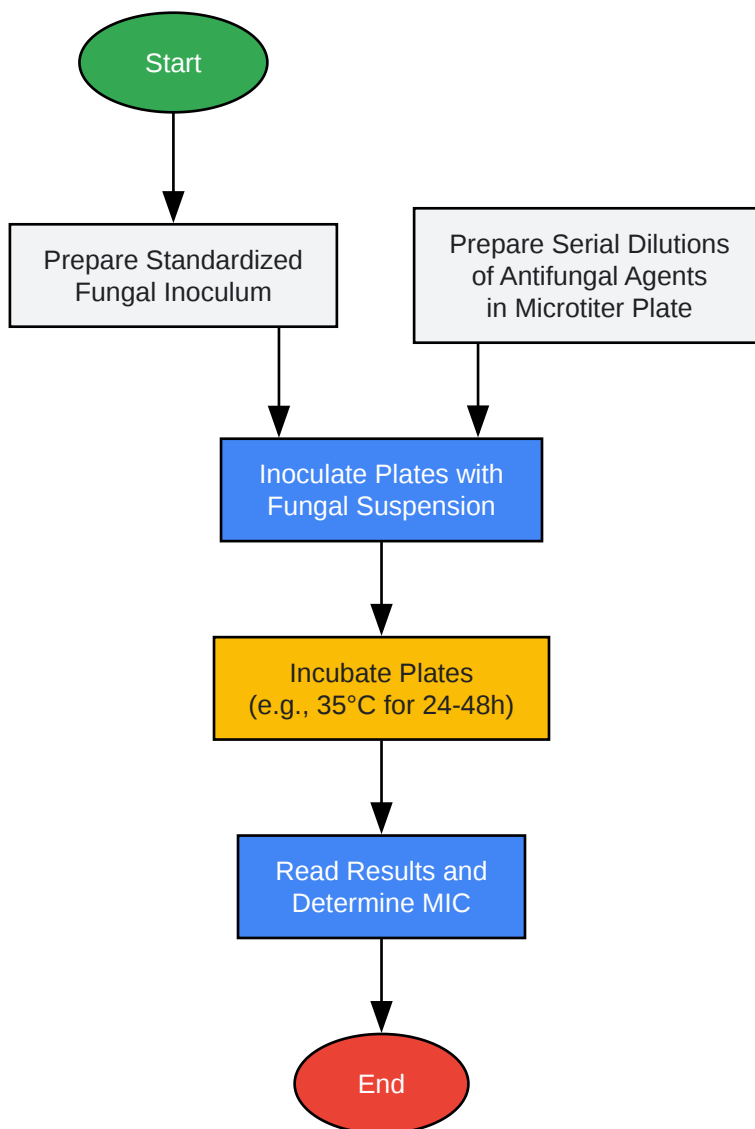 Start
Prepare Standardized
Fungal Inoculum
Prepare Serial Dilutions
of Antifungal Agents
in Microtiter Plate
Inoculate Plates with
Fungal Suspension
Incubate Plates
(e.g., 35°C for 24-48h)
Read Results and
Determine MIC
End